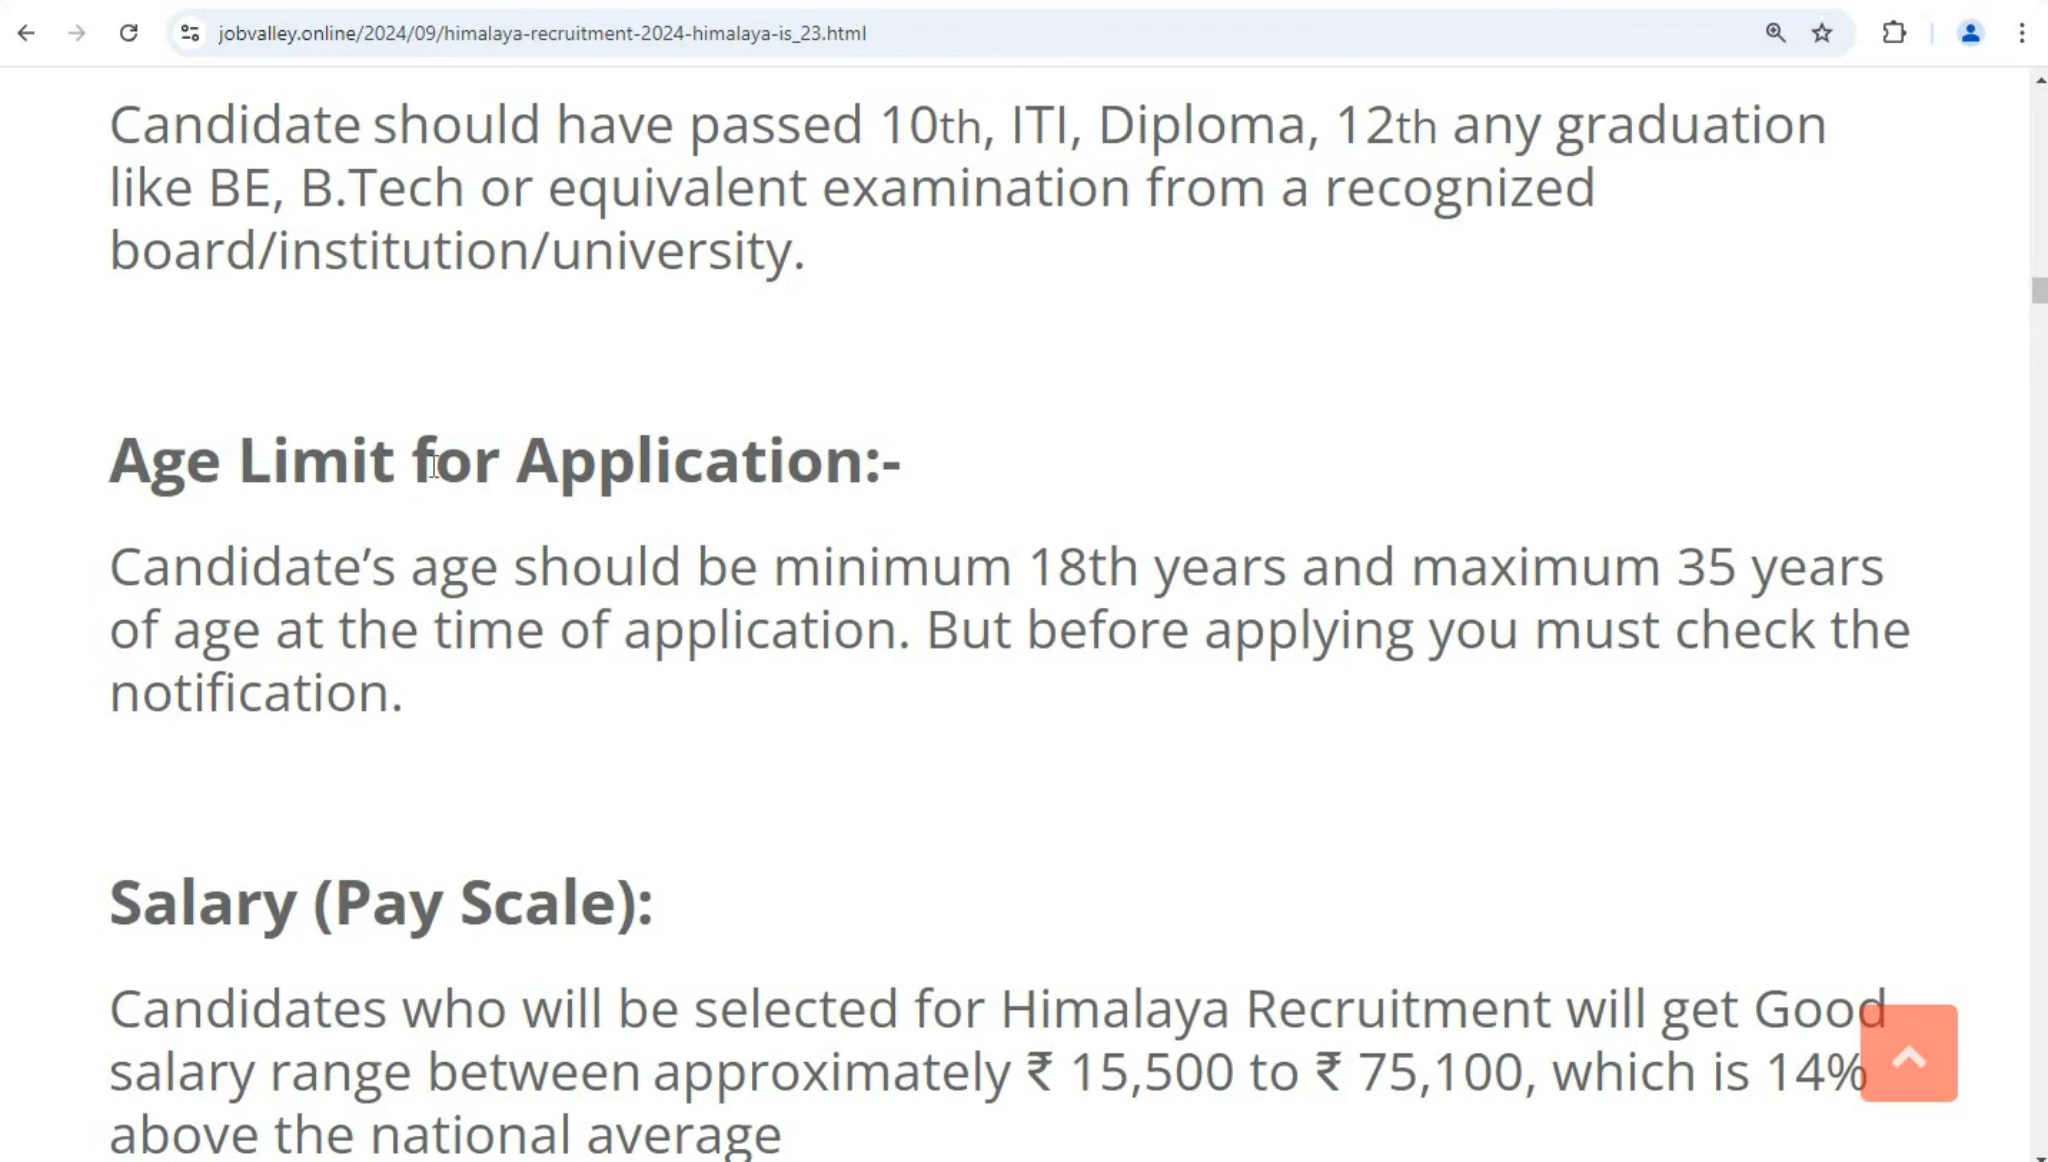 jobvalley.online/2024/09/himalaya-recruitment-2024-himalaya-is_23.html
Candidate should have passed 10th, ITI, Diploma, 12th any graduation
like BE, B.Tech or equivalent examination from a recognized
board/institution/university.
Age Limit for Application:-
Candidate’s age should be minimum 18th years and maximum 35 years
of age at the time of application. But before applying you must check the
notification.
Salary (Pay Scale):
Candidates who will be selected for Himalaya Recruitment will get Good
salary range between approximately ₹ 15,500 to ₹ 75,100, which is 14%
above the national average